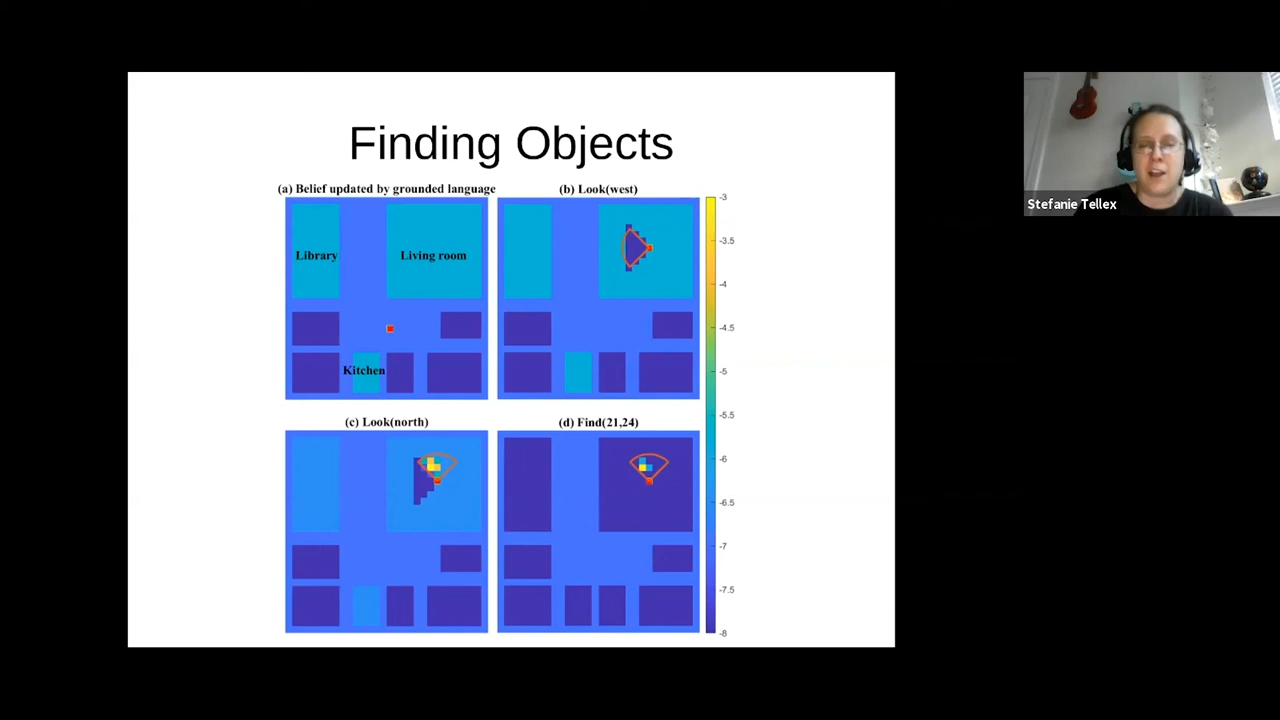 Finding Objects
(a) Belief updated by grounded language
(b) Look(west)
Library
Living room
Kitchen
-3
-3.5
-4
-4.5
-5
-5.5
-6
-6.5
-7
-7.5
-8
(c) Look(north)
(d) Find(21,24)
Stefanie Tellex